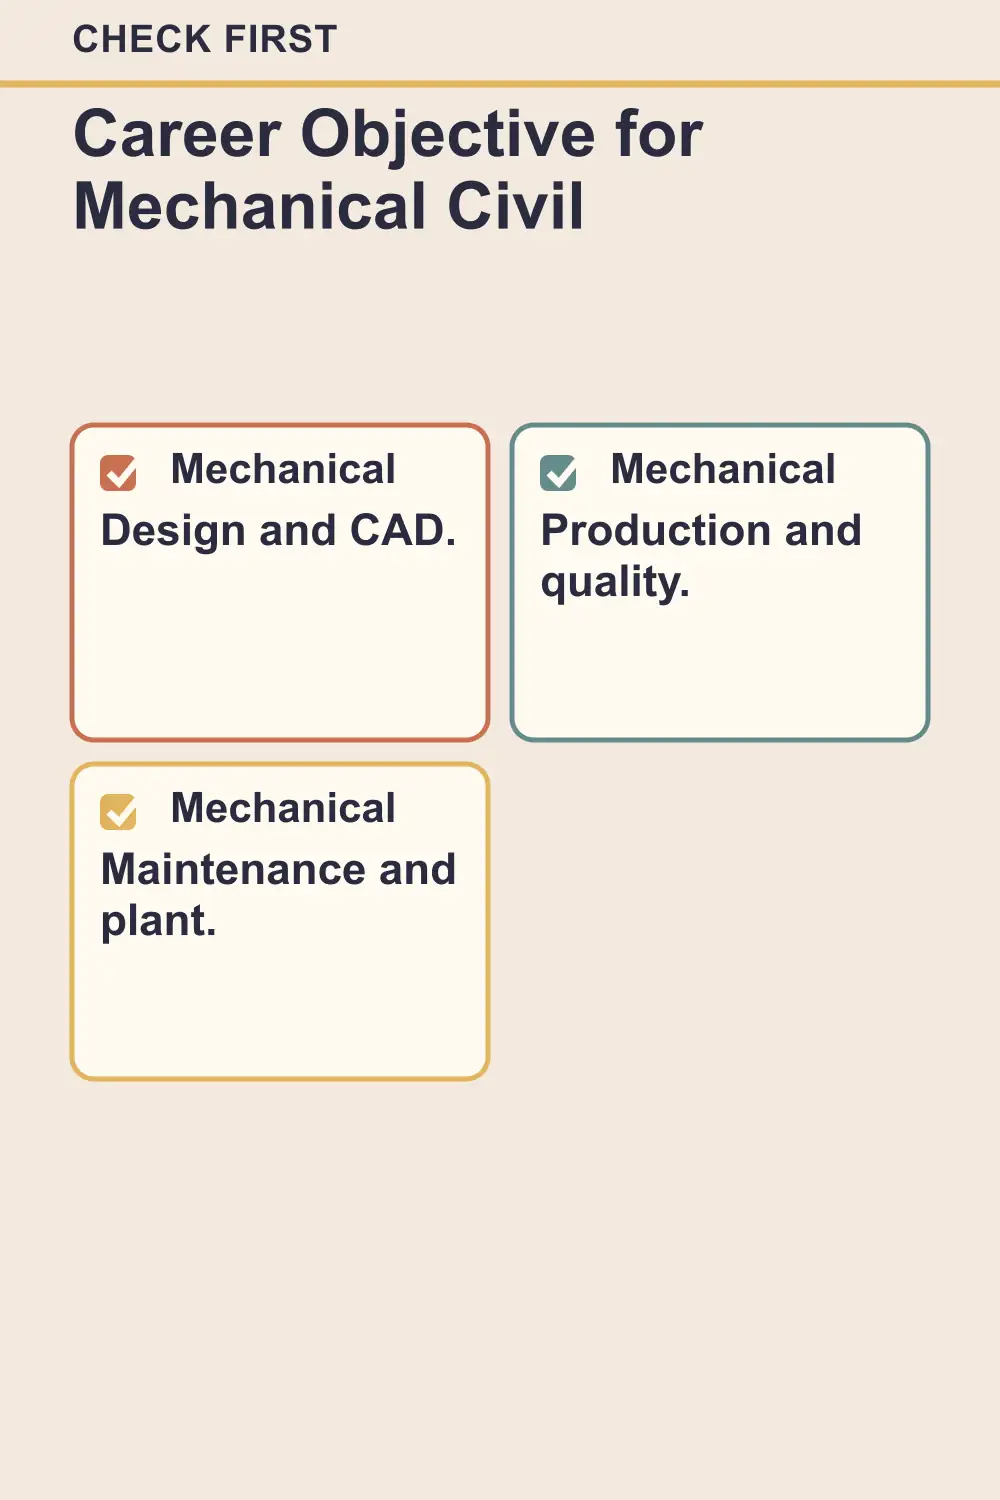 CHECK FIRST
Career Objective for
Mechanical Civil
Mechanical
Design and CAD.
Mechanical
Production and
quality.
Mechanical
Maintenance and
plant.